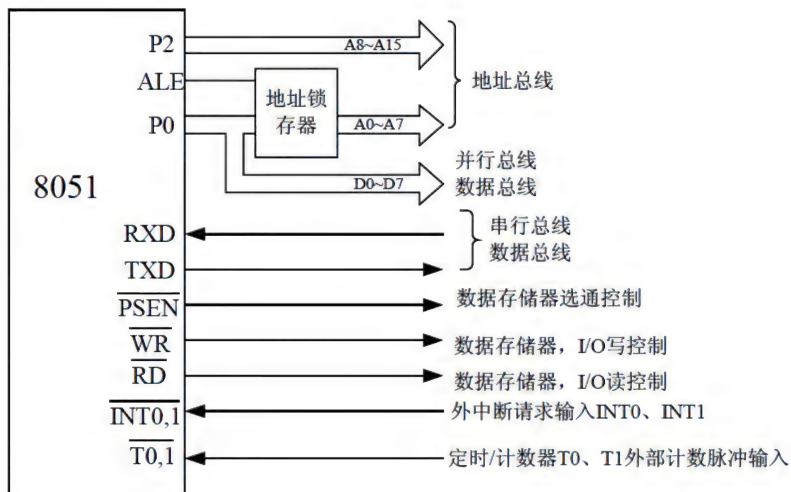 P2
A8~A15
ALE
地址锁
存器
地址总线
P0
A0~A7
并行总线
数据总线
D0~D7
8051
RXD
串行总线
数据总线
TXD
PSEN
数据存储器选通控制
WR
数据存储器，I/O写控制
RD
数据存储器，I/O读控制
INT0,1
外中断请求输入INT0、INT1
T0,1
定时/计数器T0、T1外部计数脉冲输入